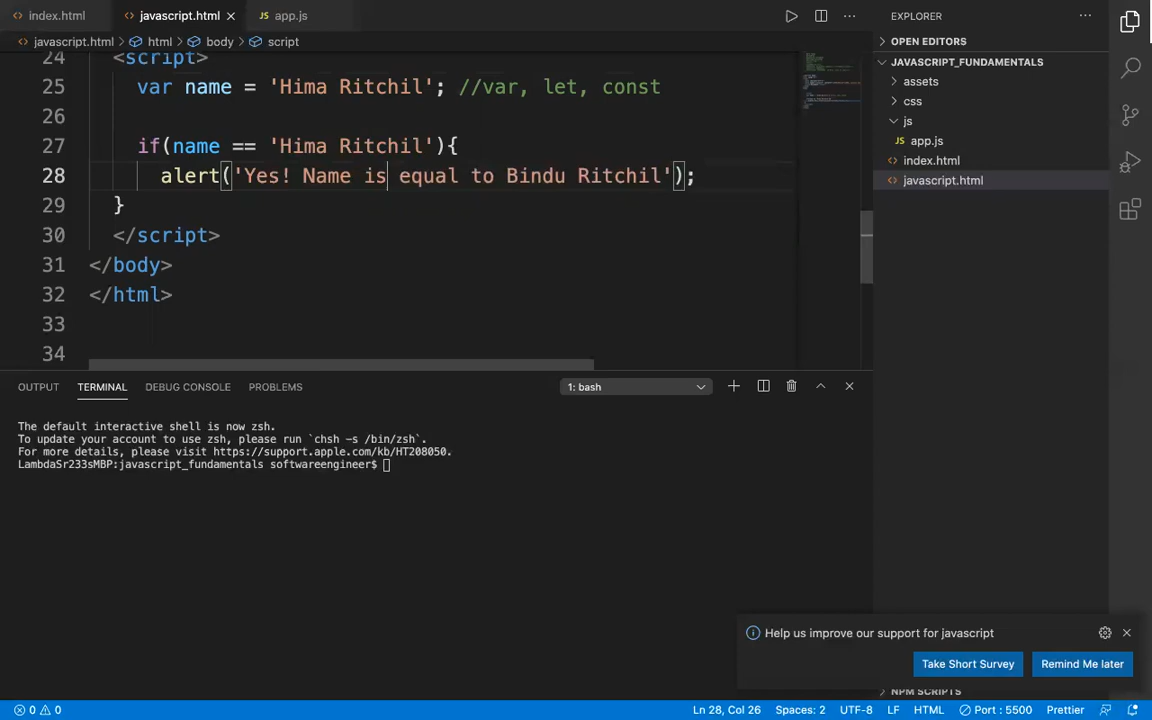 index.html
javascript.html
app.js
EXPLORER
javascript.html > html > body > script
OPEN EDITORS
JAVASCRIPT_FUNDAMENTALS
assets
css
js
app.js
index.html
javascript.html
24 <script>
25 var name = 'Hima Ritchil'; //var, let, const
26
27 if(name == 'Hima Ritchil'){
28 alert('Yes! Name is equal to Bindu Ritchil');
29 }
30 </script>
31 </body>
32 </html>
33
34
OUTPUT TERMINAL DEBUG CONSOLE PROBLEMS
1: bash
The default interactive shell is now zsh.
To update your account to use zsh, please run `chsh -s /bin/zsh`.
For more details, please visit https://support.apple.com/kb/HT208050.
LambdaSr233sMBP:javascript_fundamentals softwareengineer$
Help us improve our support for javascript
Take Short Survey
Remind Me later
NPM SCRIPTS
0 0
Ln 28, Col 26 Spaces: 2 UTF-8 LF HTML Port : 5500 Prettier